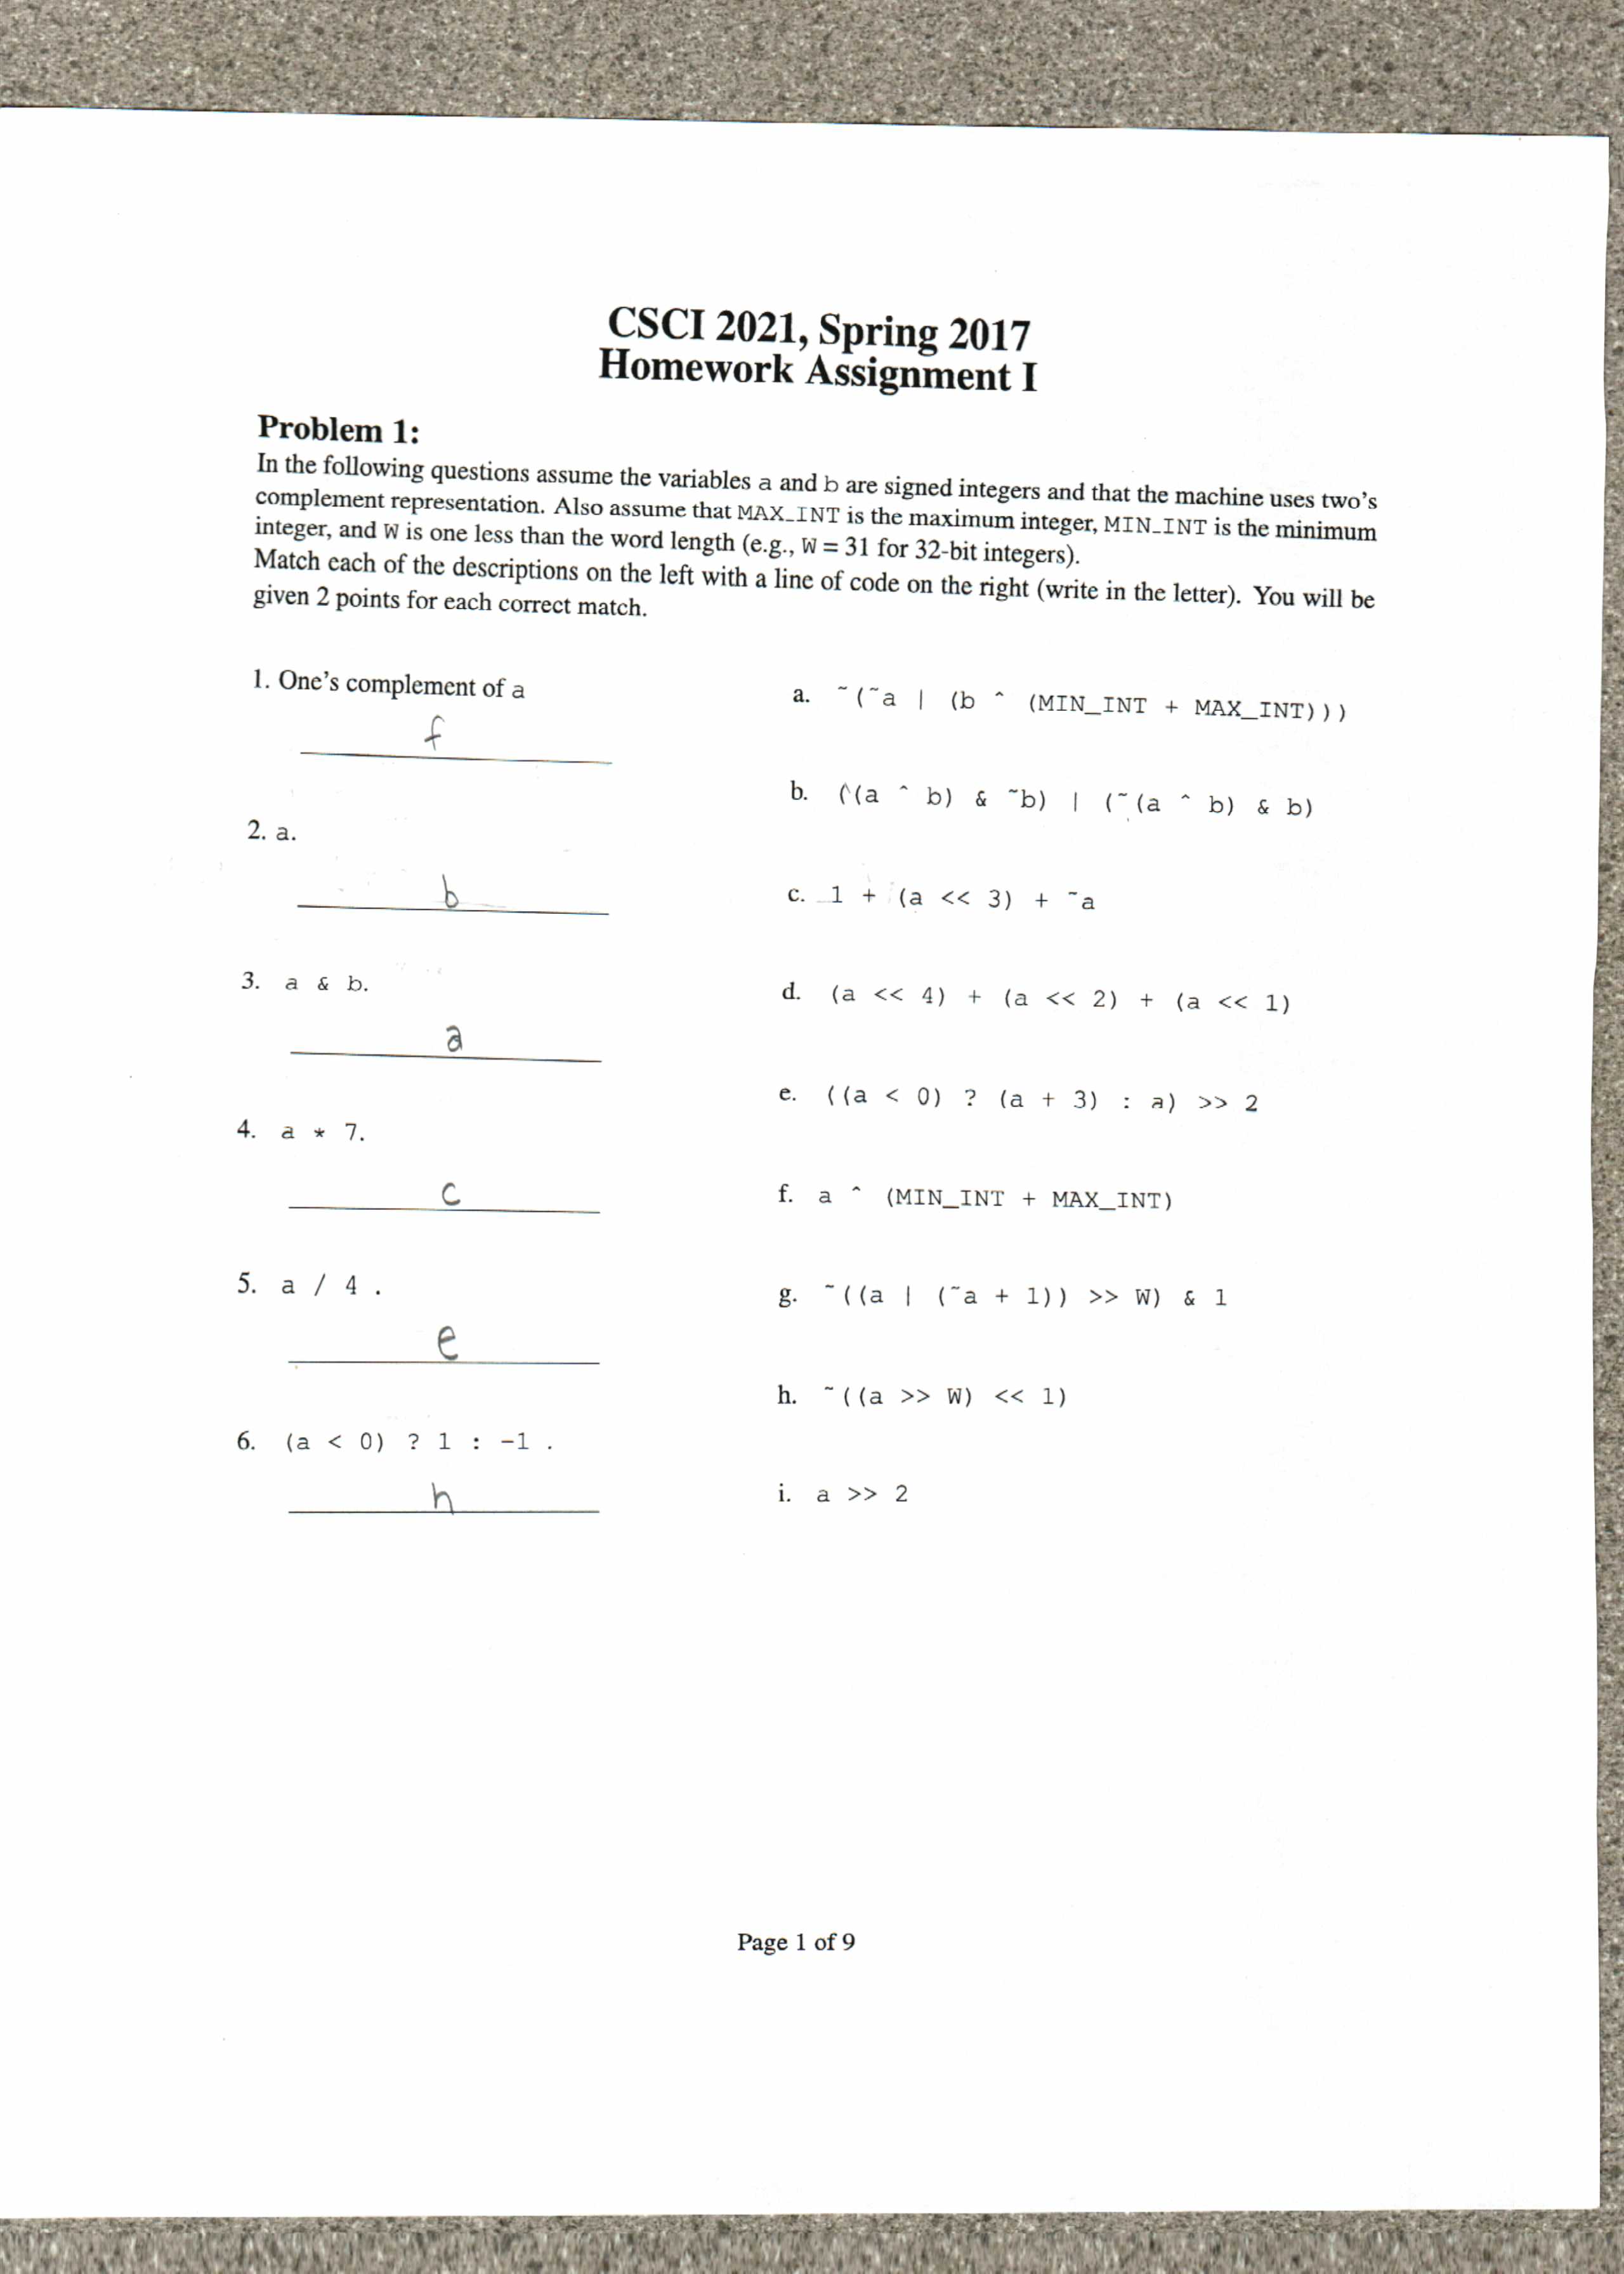 CSCI 2021, Spring 2017
Homework Assignment I
Problem 1:
In the following questions assume the variables a and b are signed integers and that the machine uses two's
complement representation. Also assume that MAX_INT is the maximum integer, MIN_INT is the minimum
integer, and W is one less than the word length (e.g., W = 31 for 32-bit integers).
Match each of the descriptions on the left with a line of code on the right (write in the letter). You will be
given 2 points for each correct match.
1. One's complement of a
f
2. a.
b
3. a & b.
a
4. a * 7.
c
5. a / 4 .
e
6. (a < 0) ? 1 : -1 .
h
a. ~(~a | (b ^ (MIN_INT + MAX_INT)))
b. ((a ^ b) & ~b) | (~(a ^ b) & b)
c. 1 + (a << 3) + ~a
d. (a << 4) + (a << 2) + (a << 1)
e. ((a < 0) ? (a + 3) : a) >> 2
f. a ^ (MIN_INT + MAX_INT)
g. ~((a | (~a + 1)) >> W) & 1
h. ~((a >> W) << 1)
i. a >> 2
Page 1 of 9